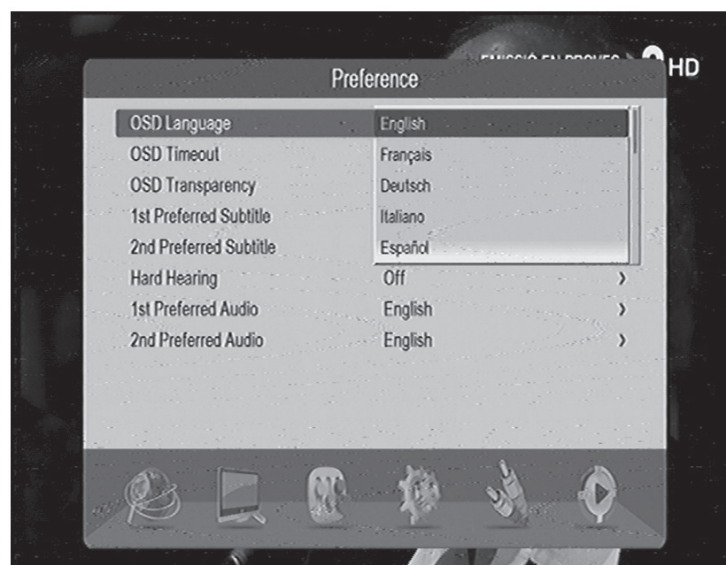 HD
Preference
OSD Language English
OSD Timeout Français
OSD Transparency Deutsch
1st Preferred Subtitle Italiano
2nd Preferred Subtitle Español
Hard Hearing Off
1st Preferred Audio English
2nd Preferred Audio English